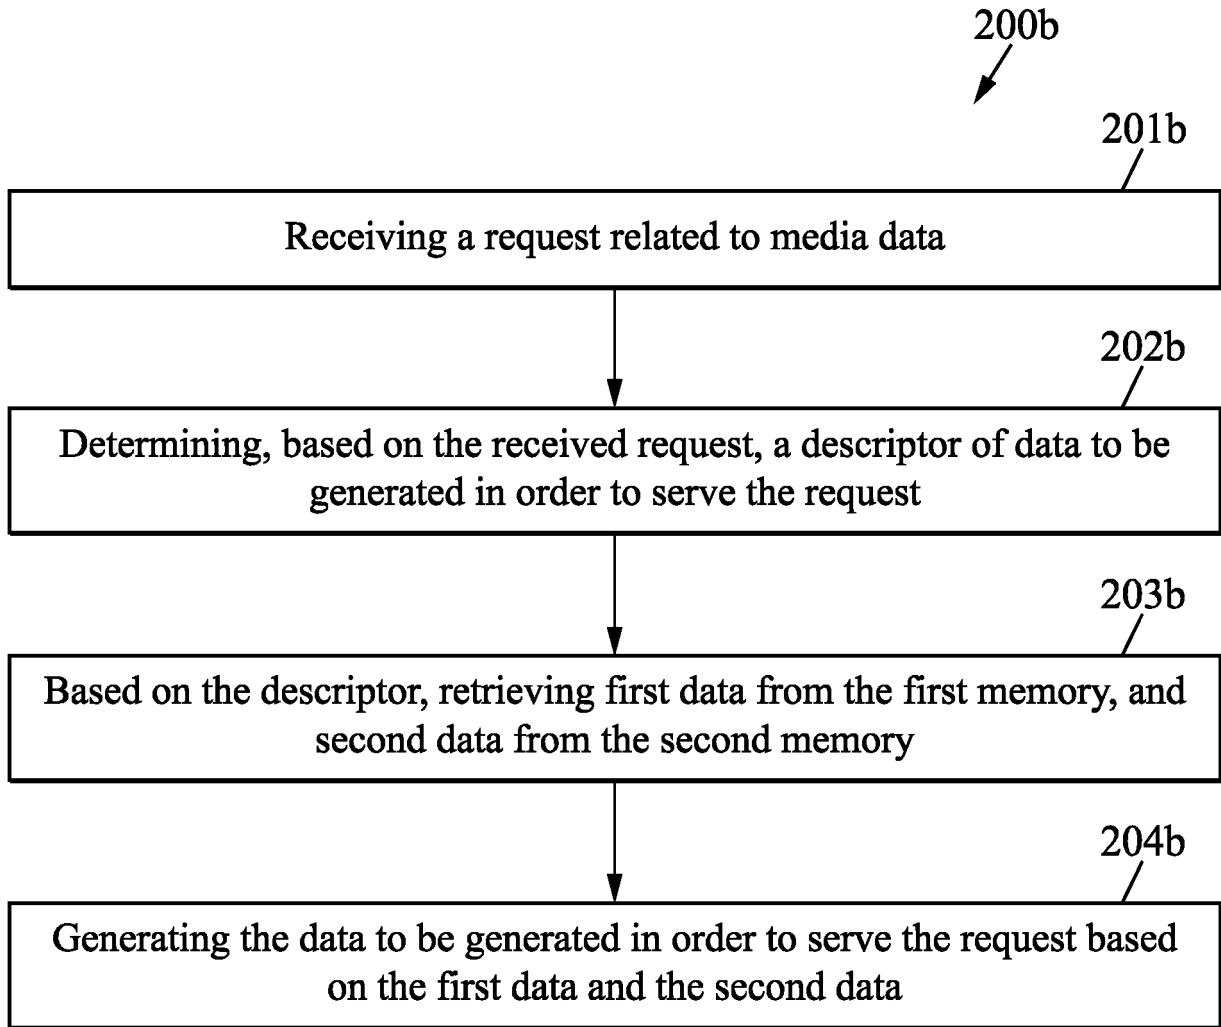 200b
201b
Receiving a request related to media data
202b
Determining, based on the received request, a descriptor of data to be
generated in order to serve the request
203b
Based on the descriptor, retrieving first data from the first memory, and
second data from the second memory
204b
Generating the data to be generated in order to serve the request based
on the first data and the second data